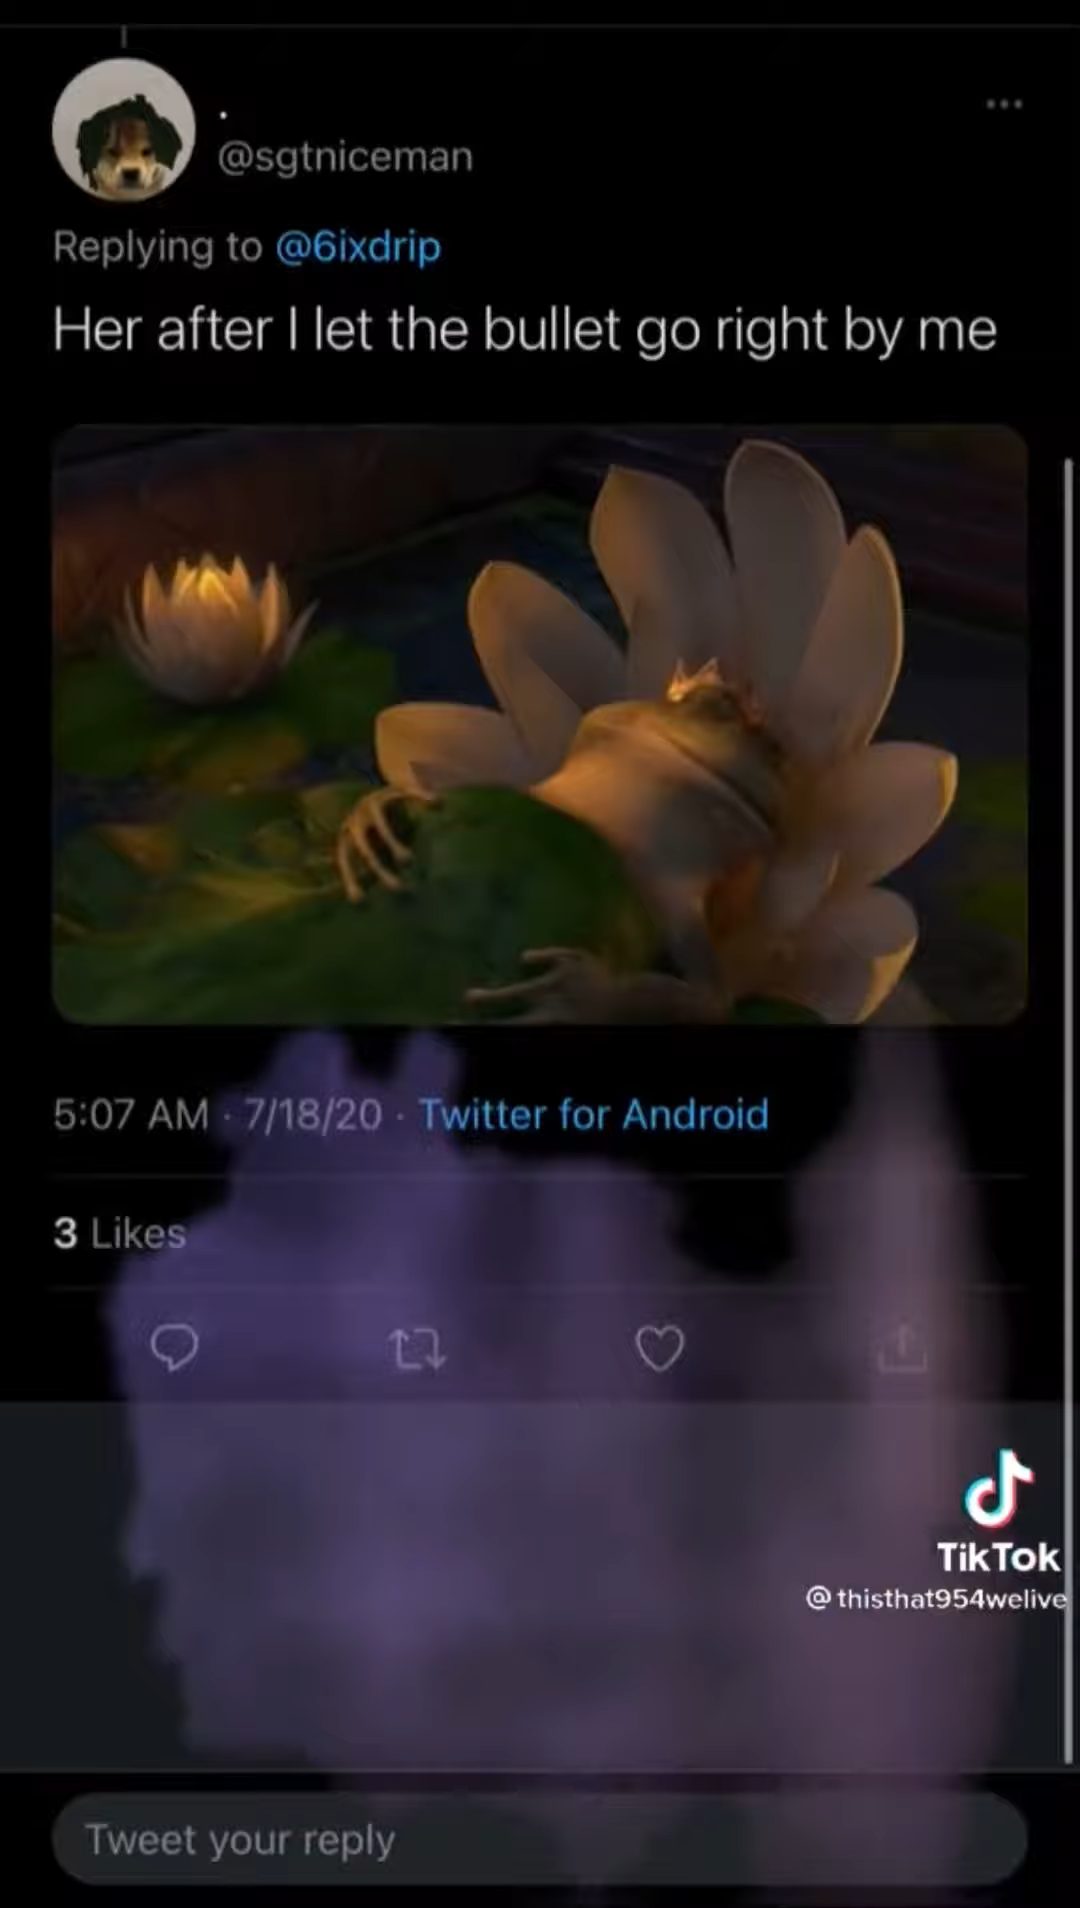 .
@sgtniceman
Replying to @6ixdrip
Her after I let the bullet go right by me
5:07 AM · 7/18/20 · Twitter for Android
3 Likes
TikTok
@thisthat954welive
Tweet your reply